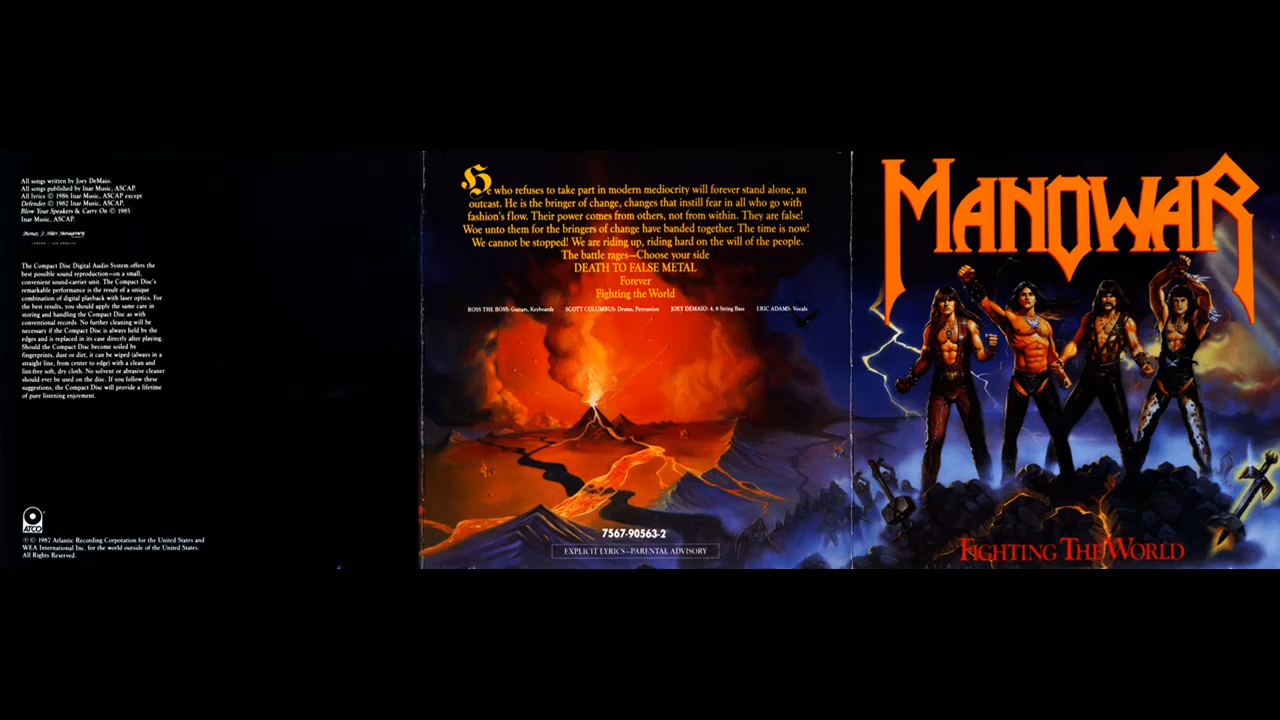 All songs written by Joey DeMaio.
All songs published by Inar Music, ASCAP.
All lyrics © 1986 Inar Music, ASCAP except
Defender © 1982 Inar Music, ASCAP,
Blow Your Speakers & Carry On © 1985
Inar Music, ASCAP.
Thomas J. Miller Management
LONDON / LOS ANGELES
The Compact Disc Digital Audio System offers the
best possible sound reproduction—on a small,
convenient sound-carrier unit. The Compact Disc's
remarkable performance is the result of a unique
combination of digital playback with laser optics. For
the best results, you should apply the same care in
storing and handling the Compact Disc as with
conventional records. No further cleaning will be
necessary if the Compact Disc is always held by the
edges and is replaced in its case directly after playing.
Should the Compact Disc become soiled by
fingerprints, dust or dirt, it can be wiped (always in a
straight line, from center to edge) with a clean and
lint-free soft, dry cloth. No solvent or abrasive cleaner
should ever be used on the disc. If you follow these
suggestions, the Compact Disc will provide a lifetime
of pure listening enjoyment.
ATCO
℗ © 1987 Atlantic Recording Corporation for the United States and
WEA International Inc. for the world outside of the United States.
All Rights Reserved.
He who refuses to take part in modern mediocrity will forever stand alone, an
outcast. He is the bringer of change, changes that instill fear in all who go with
fashion's flow. Their power comes from others, not from within. They are false!
Woe unto them for the bringers of change have banded together. The time is now!
We cannot be stopped! We are riding up, riding hard on the will of the people.
The battle rages—Choose your side
DEATH TO FALSE METAL
Forever
Fighting the World
ROSS THE BOSS: Guitars, Keyboards SCOTT COLUMBUS: Drums, Percussion JOEY DEMAIO: 4, 8 String Bass ERIC ADAMS: Vocals
7567-90563-2
EXPLICIT LYRICS—PARENTAL ADVISORY
MANOWAR
FIGHTING THE WORLD